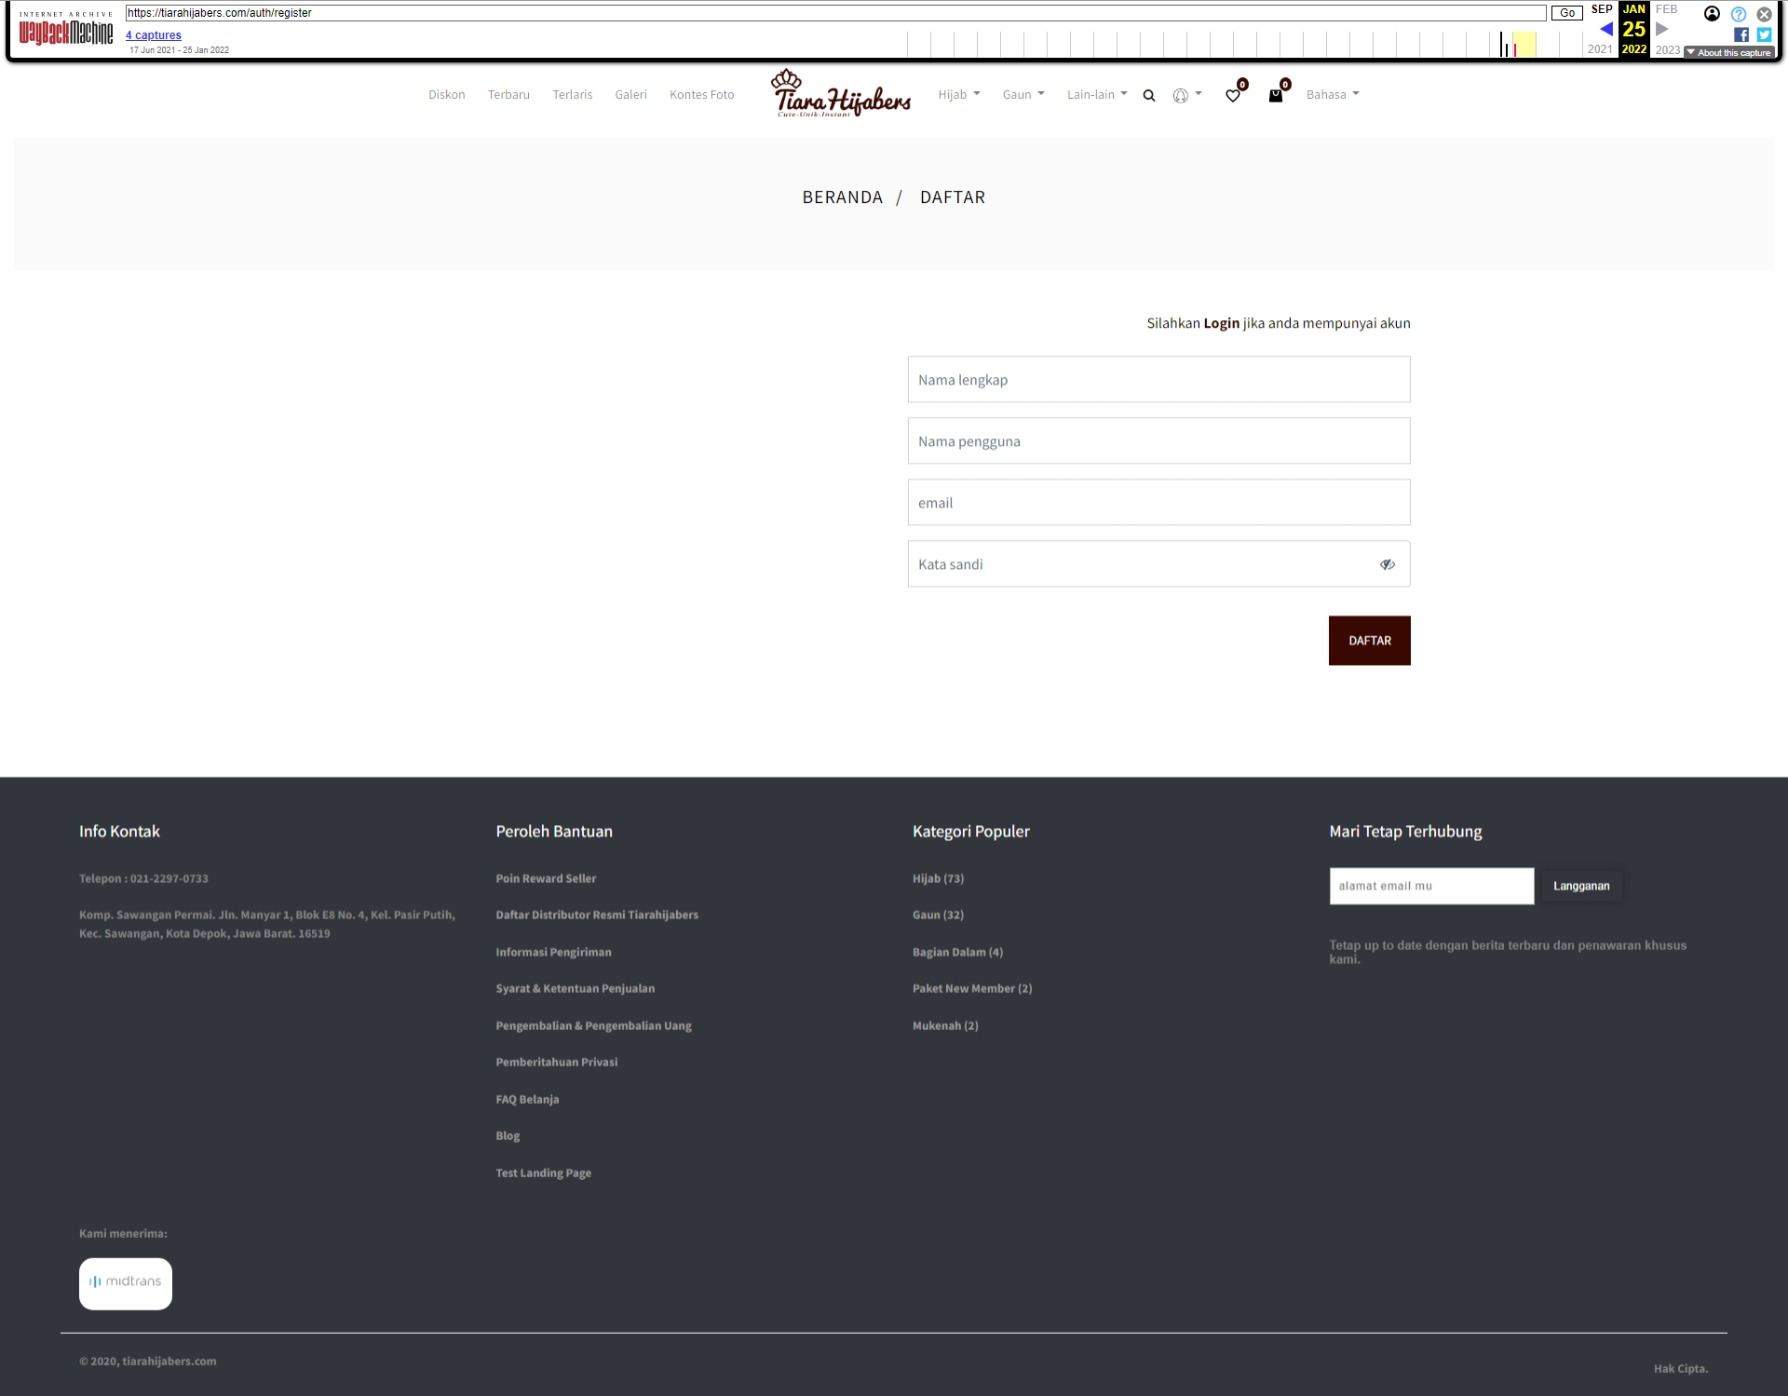 INTERNET ARCHIVE
WayBackMachine
https://tiarahijabers.com/auth/register
Go
4 captures
17 Jun 2021 - 25 Jan 2022
SEP JAN FEB
25
2021 2022 2023
About this capture
Diskon Terbaru Terlaris Galeri Kontes Foto
Tiara Hijabers
Cute-Unik-Instant
Hijab Gaun Lain-lain 0 0 Bahasa
BERANDA / DAFTAR
Silahkan Login jika anda mempunyai akun
Nama lengkap
Nama pengguna
email
Kata sandi
DAFTAR
Info Kontak
Telepon : 021-2297-0733
Komp. Sawangan Permai. Jln. Manyar 1, Blok E8 No. 4, Kel. Pasir Putih,
Kec. Sawangan, Kota Depok, Jawa Barat. 16519
Peroleh Bantuan
Poin Reward Seller
Daftar Distributor Resmi Tiarahijabers
Informasi Pengiriman
Syarat & Ketentuan Penjualan
Pengembalian & Pengembalian Uang
Pemberitahuan Privasi
FAQ Belanja
Blog
Test Landing Page
Kategori Populer
Hijab (73)
Gaun (32)
Bagian Dalam (4)
Paket New Member (2)
Mukenah (2)
Mari Tetap Terhubung
alamat email mu
Langganan
Tetap up to date dengan berita terbaru dan penawaran khusus
kami.
Kami menerima:
midtrans
© 2020, tiarahijabers.com
Hak Cipta.